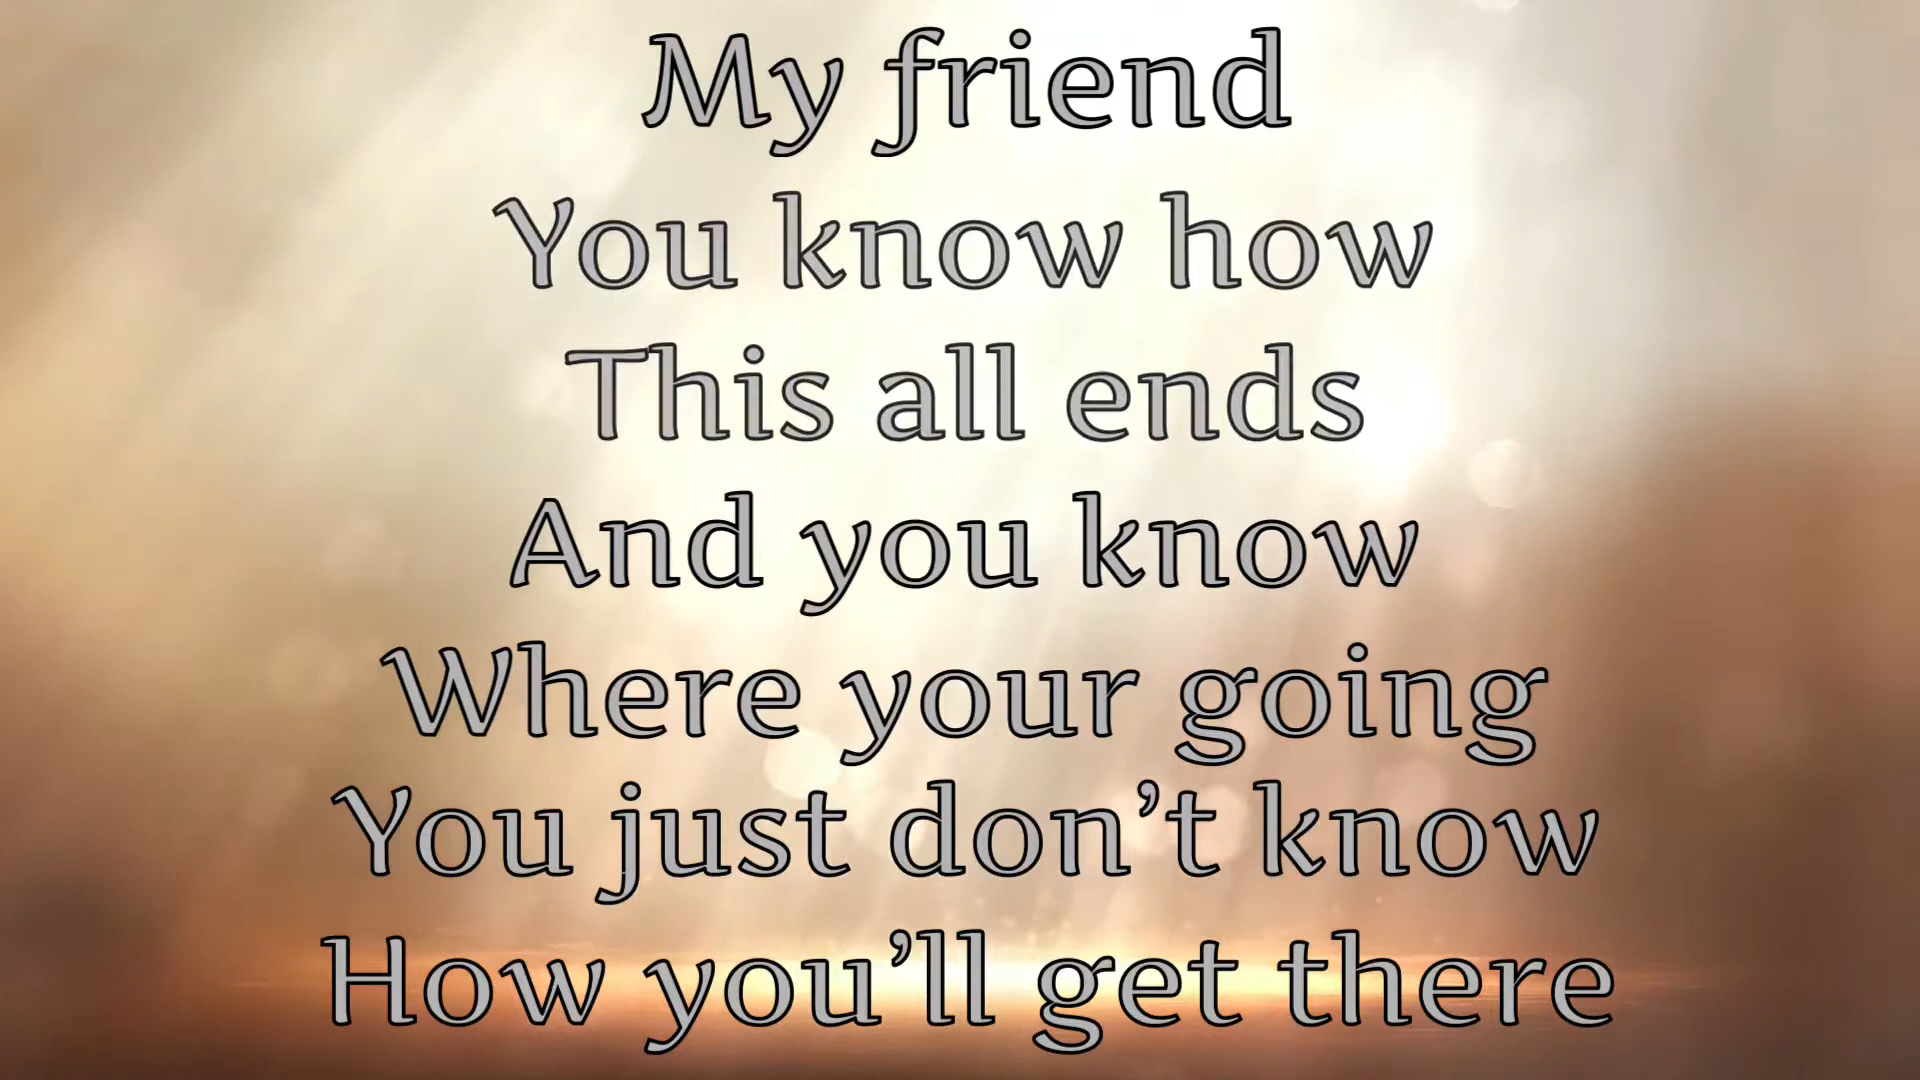 My friend
You know how
This all ends
And you know
Where your going
You just don’t know
How you’ll get there